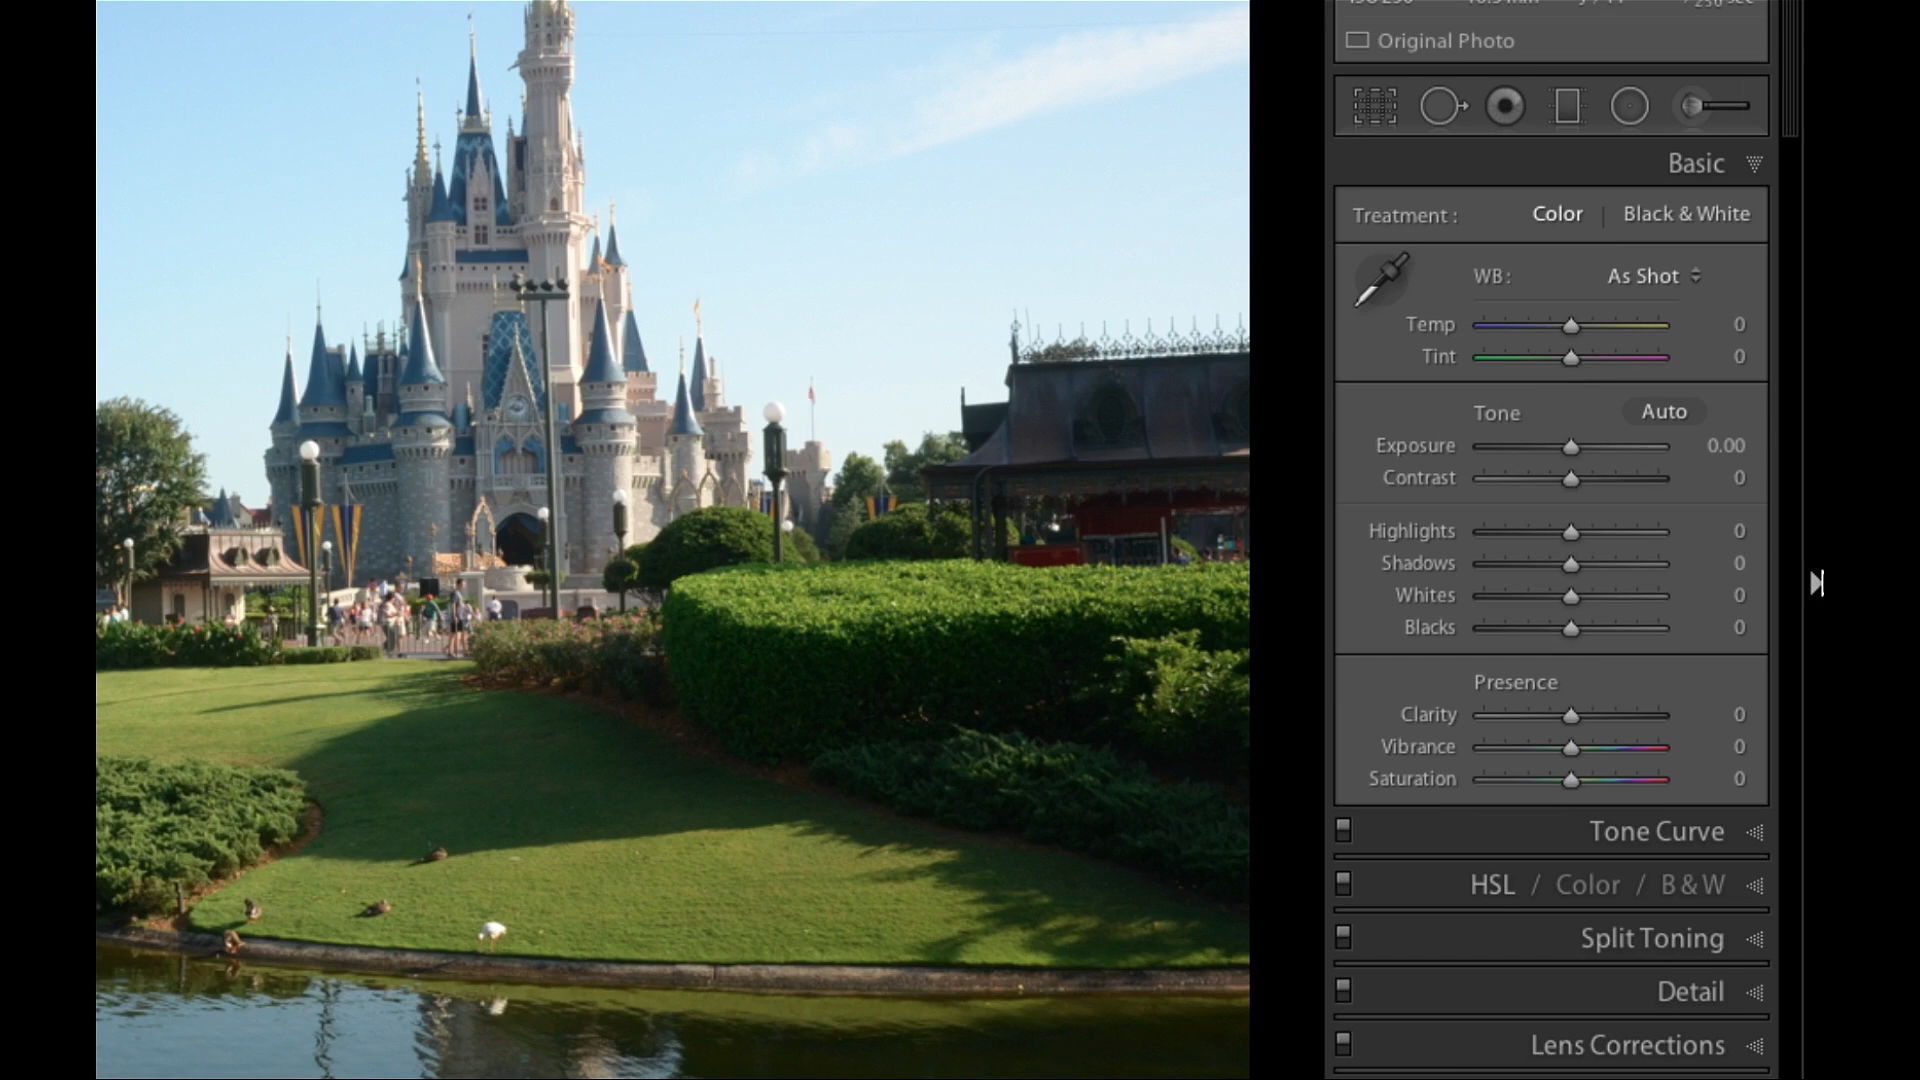 Original Photo
Basic
Treatment : Color | Black & White
WB : As Shot
Temp 0
Tint 0
Tone Auto
Exposure 0.00
Contrast 0
Highlights 0
Shadows 0
Whites 0
Blacks 0
Presence
Clarity 0
Vibrance 0
Saturation 0
Tone Curve
HSL / Color / B & W
Split Toning
Detail
Lens Corrections